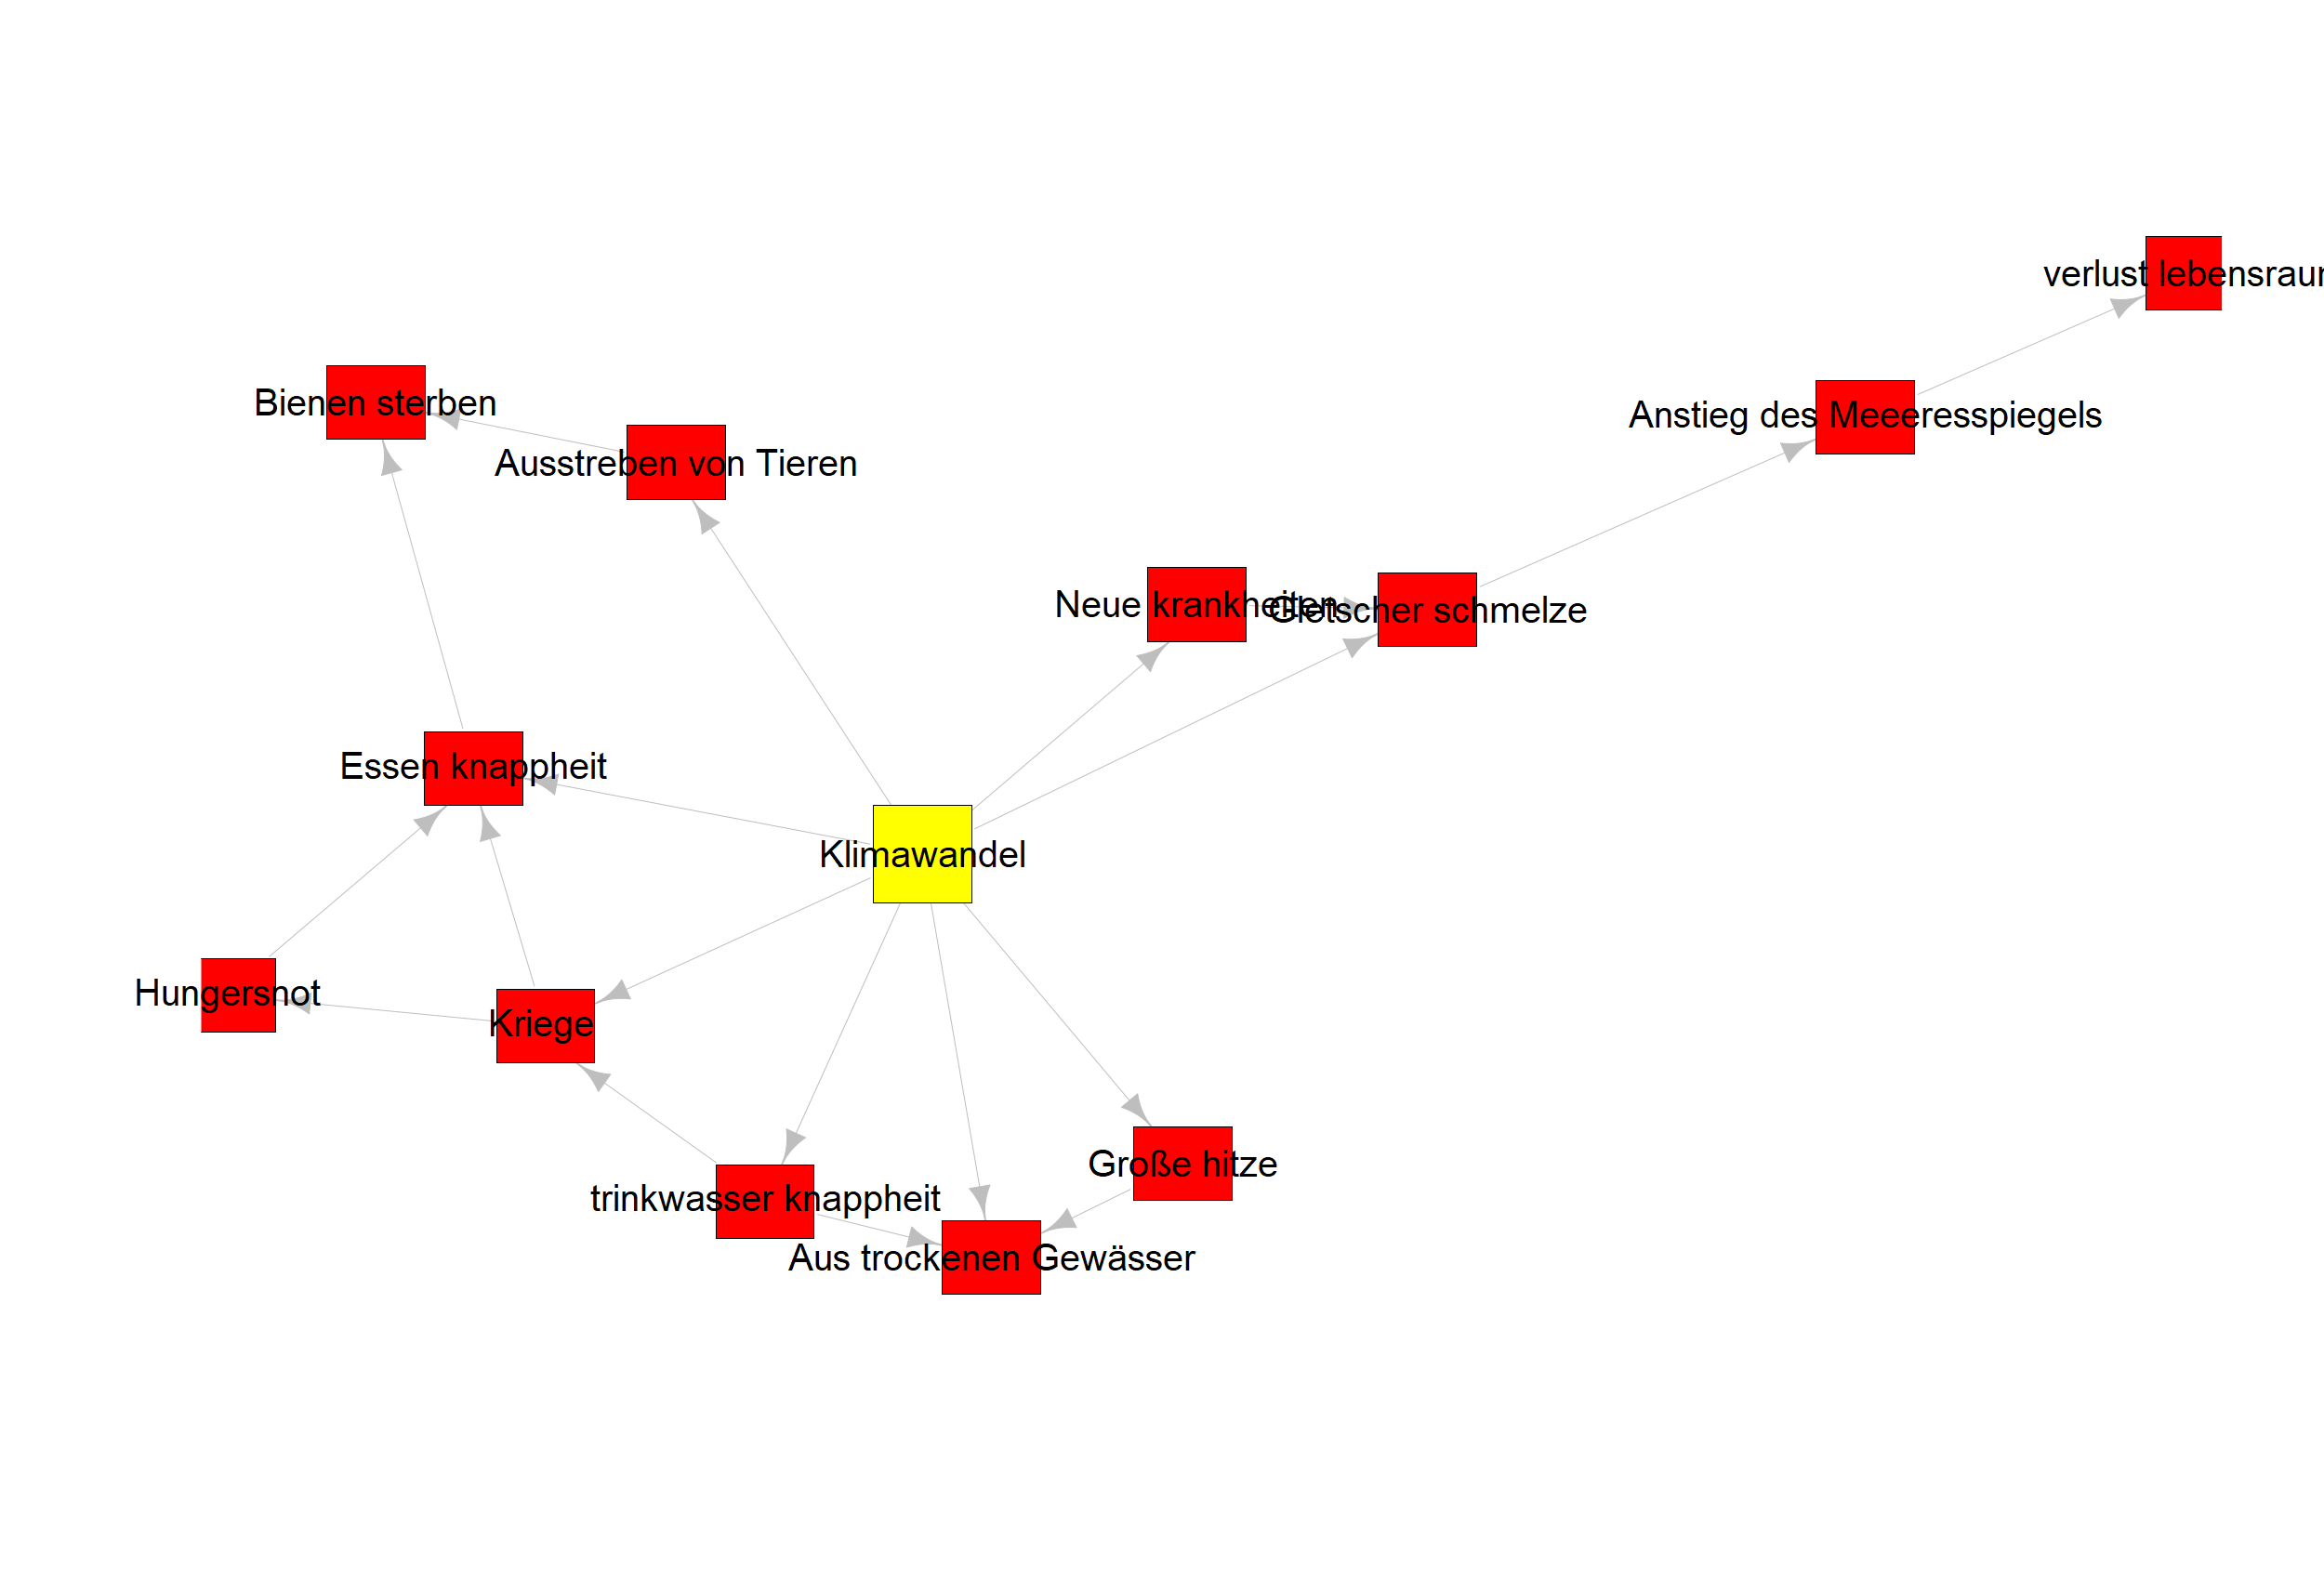 verlust lebensraum
Bienen sterben
Anstieg des Meeeresspiegels
Ausstreben von Tieren
Neue krankheiten
Gletscher schmelze
Essen knappheit
Klimawandel
Hungersnot
Kriege
Große hitze
trinkwasser knappheit
Aus trockenen Gewässer